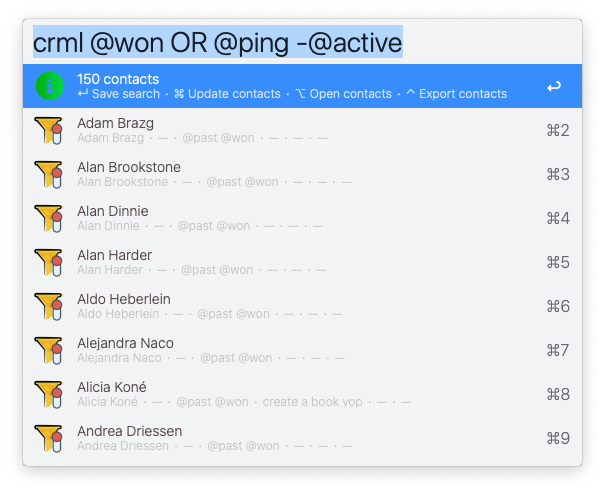 crml @won OR @ping -@active
150 contacts
↵ Save search · ⌘ Update contacts · ⌥ Open contacts · ^ Export contacts
↩
Adam Brazg
Adam Brazg · — · @past @won · — · — · —
⌘2
Alan Brookstone
Alan Brookstone · — · @past @won · — · — · —
⌘3
Alan Dinnie
Alan Dinnie · — · @past @won · — · — · —
⌘4
Alan Harder
Alan Harder · — · @past @won · — · — · —
⌘5
Aldo Heberlein
Aldo Heberlein · — · @past @won · — · — · —
⌘6
Alejandra Naco
Alejandra Naco · — · @past @won · — · — · —
⌘7
Alicia Koné
Alicia Koné · — · @past @won · create a book vop · — · —
⌘8
Andrea Driessen
Andrea Driessen · — · @past @won · — · — · —
⌘9